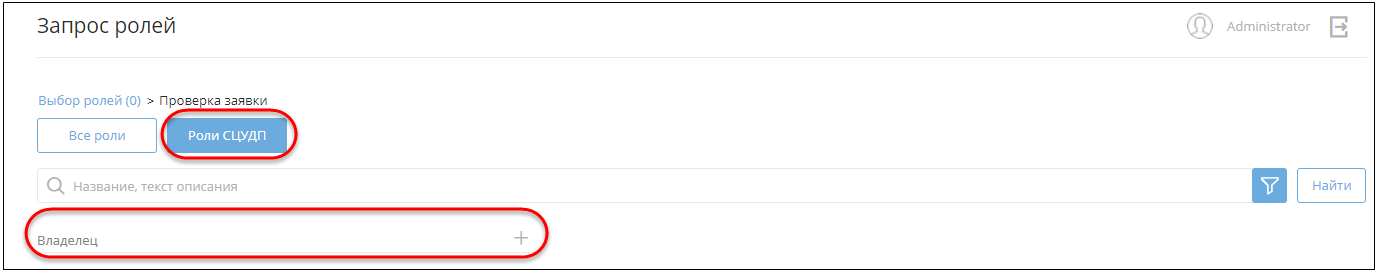 Запрос ролей
Administrator
Выбор ролей (0) > Проверка заявки
Все роли
Роли СЦУДП
Название, текст описания
Найти
Владелец